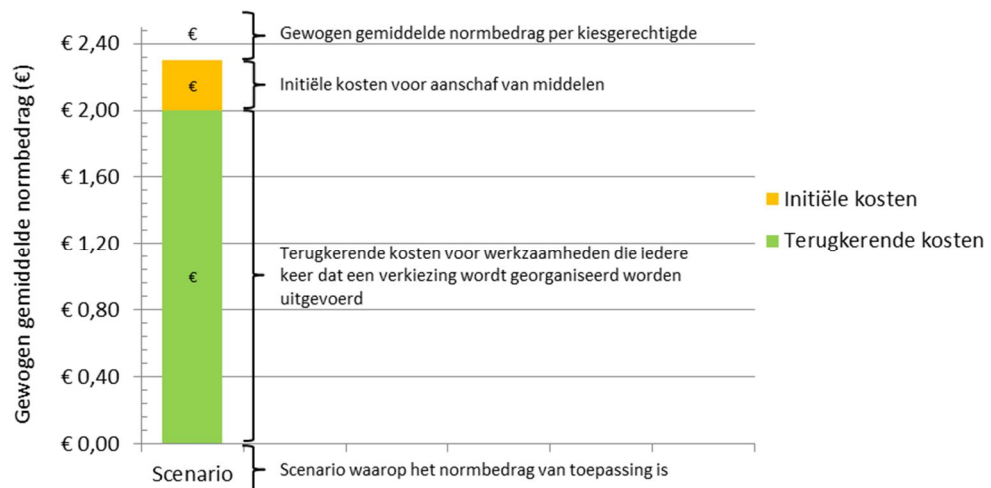 Gewogen gemiddelde normbedrag (€)
€ 2,40
€ 2,00
€ 1,60
€ 1,20
€ 0,80
€ 0,40
€ 0,00
€
€
€
Scenario
Gewogen gemiddelde normbedrag per kiesgerechtigde
Initiële kosten voor aanschaf van middelen
Terugkerende kosten voor werkzaamheden die iedere
keer dat een verkiezing wordt georganiseerd worden
uitgevoerd
Scenario waarop het normbedrag van toepassing is
Initiële kosten
Terugkerende kosten